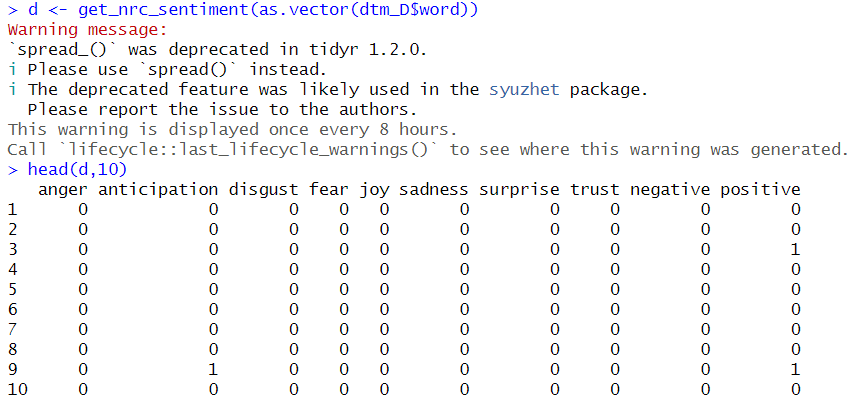 > d <- get_nrc_sentiment(as.vector(dtm_D$word))
Warning message:
`spread_()` was deprecated in tidyr 1.2.0.
i Please use `spread()` instead.
i The deprecated feature was likely used in the syuzhet package.
  Please report the issue to the authors.
This warning is displayed once every 8 hours.
Call `lifecycle::last_lifecycle_warnings()` to see where this warning was generated.
> head(d,10)
   anger anticipation disgust fear joy sadness surprise trust negative positive
1      0            0       0    0   0       0        0     0        0        0
2      0            0       0    0   0       0        0     0        0        0
3      0            0       0    0   0       0        0     0        0        1
4      0            0       0    0   0       0        0     0        0        0
5      0            0       0    0   0       0        0     0        0        0
6      0            0       0    0   0       0        0     0        0        0
7      0            0       0    0   0       0        0     0        0        0
8      0            0       0    0   0       0        0     0        0        0
9      0            1       0    0   0       0        0     0        0        1
10     0            0       0    0   0       0        0     0        0        0